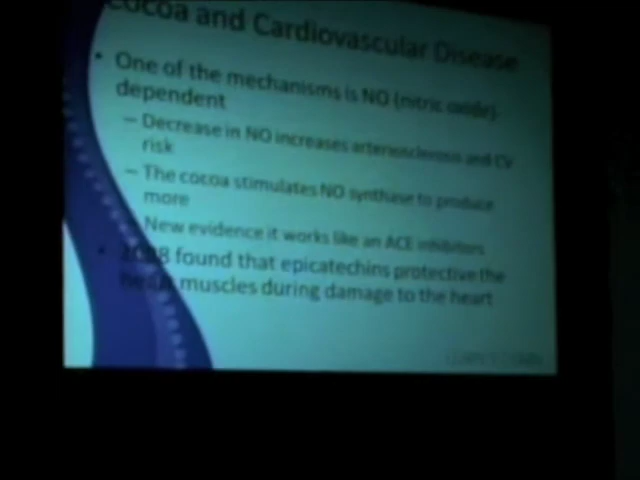 Cocoa and Cardiovascular Disease
• One of the mechanisms is NO (nitric oxide)
dependent
– Decrease in NO increases arteriosclerosis and CV
risk
– The cocoa stimulates NO synthase to produce
more
New evidence it works like an ACE inhibitors
• 2008 found that epicatechins protective the
heart muscles during damage to the heart